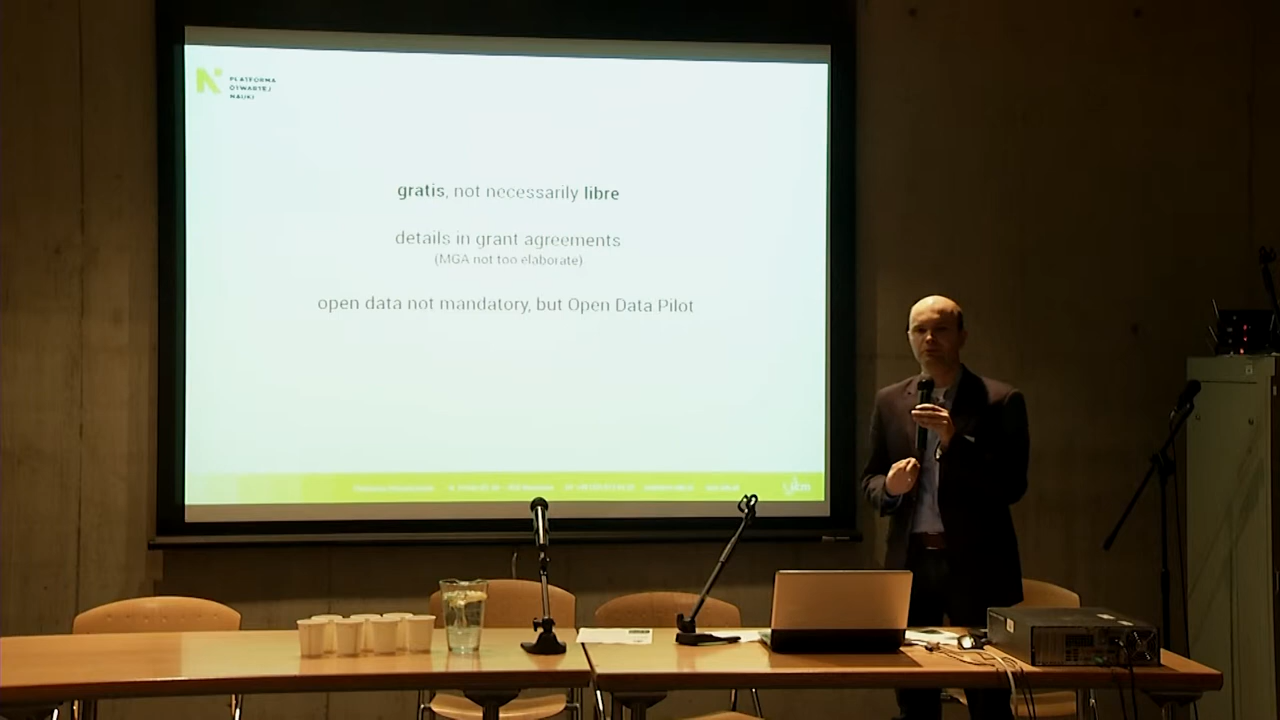 PLATFORMA
OTWARTEJ
NAUKI
gratis, not necessarily libre
details in grant agreements
(MGA not too elaborate)
open data not mandatory, but Open Data Pilot
icm